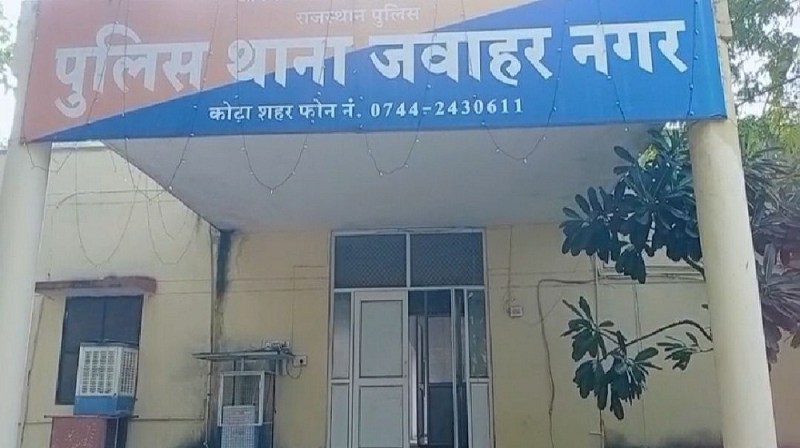 राजस्थान पुलिस
पुलिस थाना जवाहर नगर
कोटा शहर फोन नं. 0744-2430611